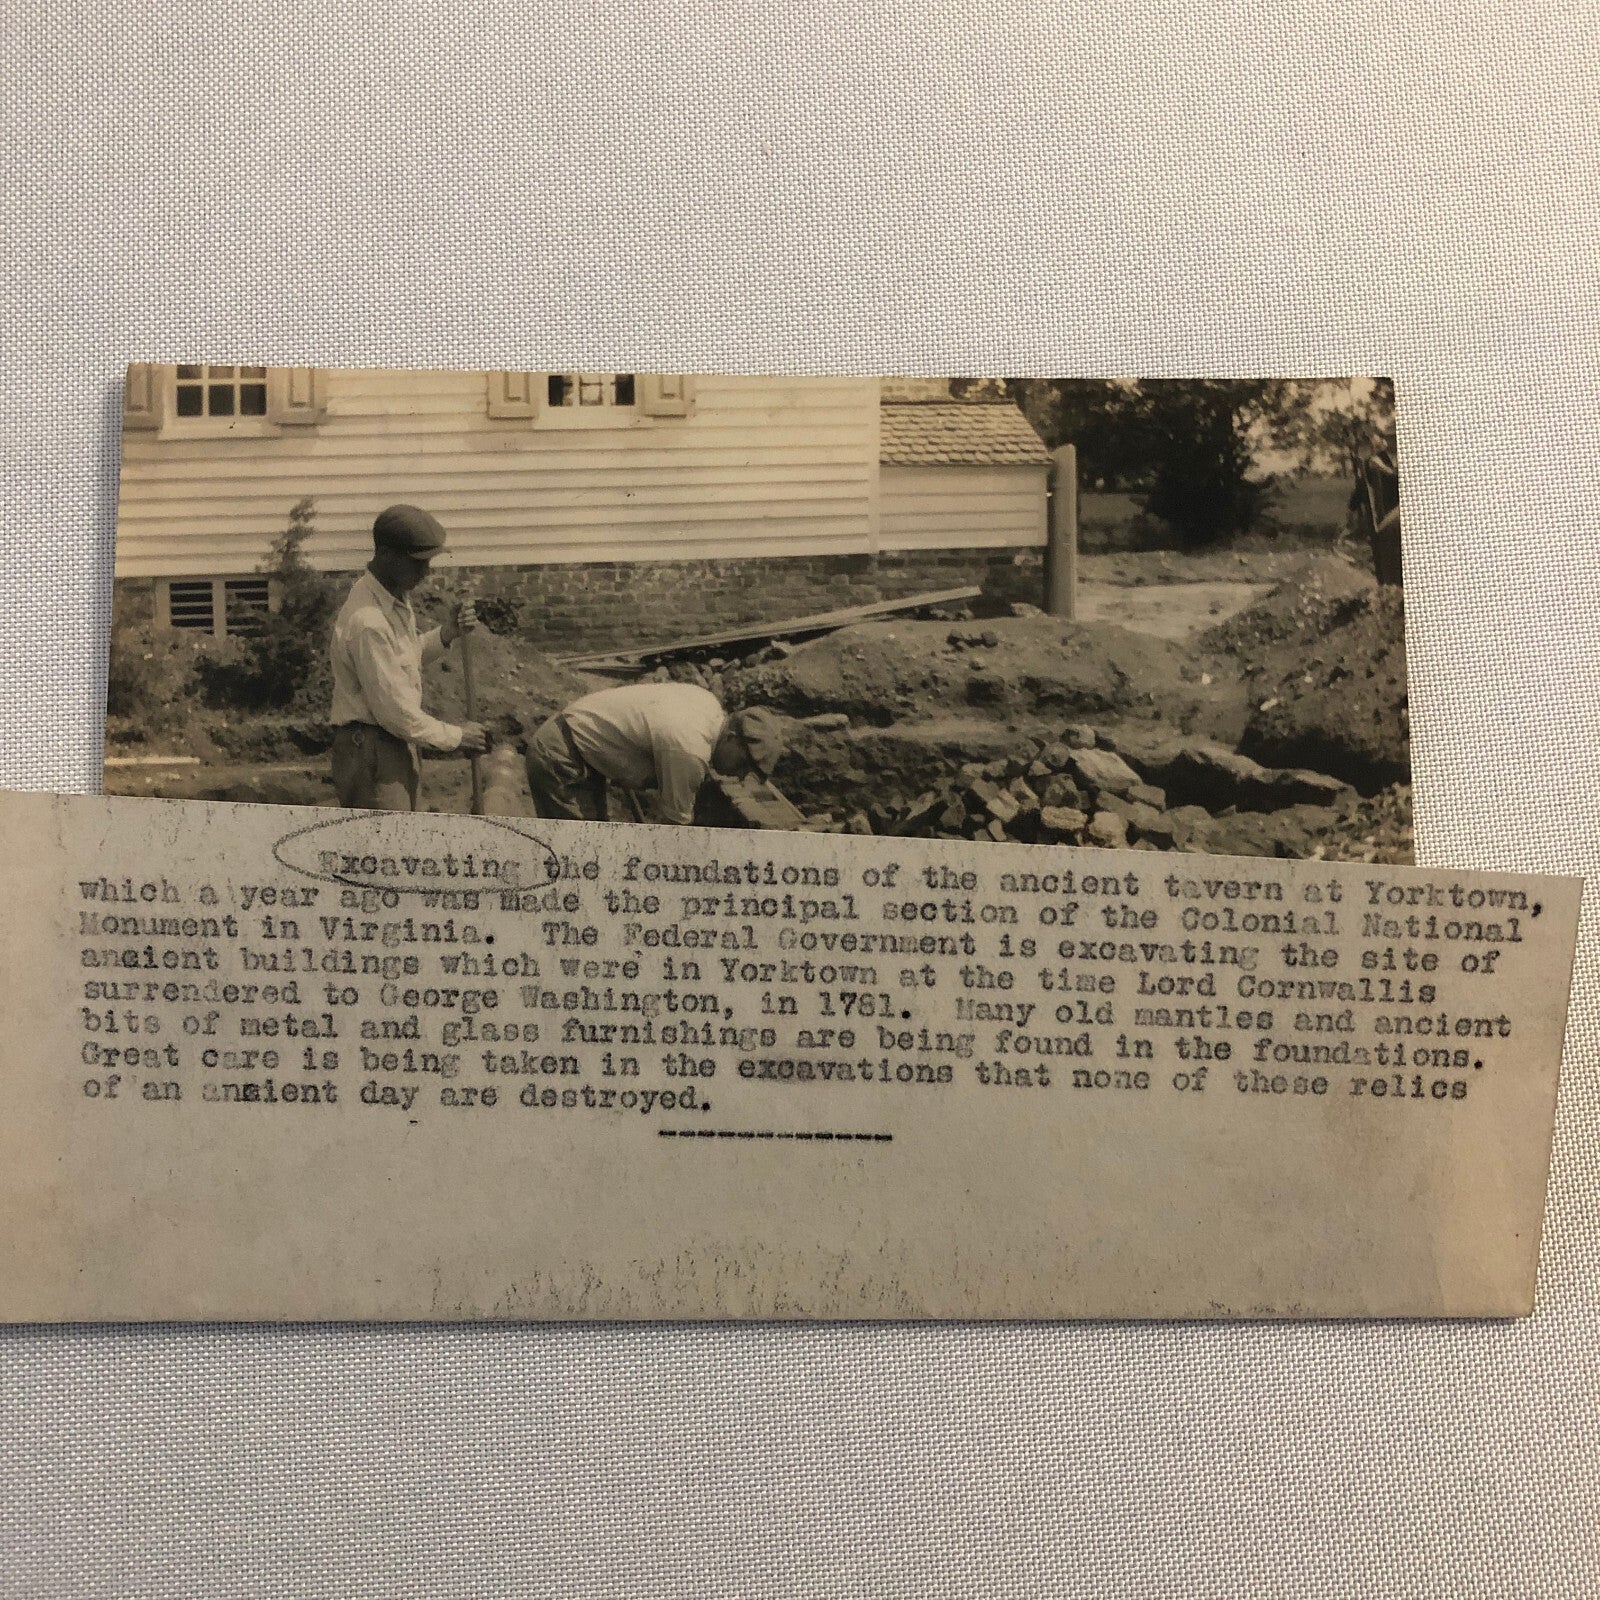 Excavating the foundations of the ancient tavern at Yorktown,
which a year ago was made the principal section of the Colonial National
Monument in Virginia. The Federal Government is excavating the site of
ancient buildings which were in Yorktown at the time Lord Cornwallis
surrendered to George Washington, in 1781. Many old mantles and ancient
bits of metal and glass furnishings are being found in the foundations.
Great care is being taken in the excavations that none of these relics
of an ancient day are destroyed.
------------